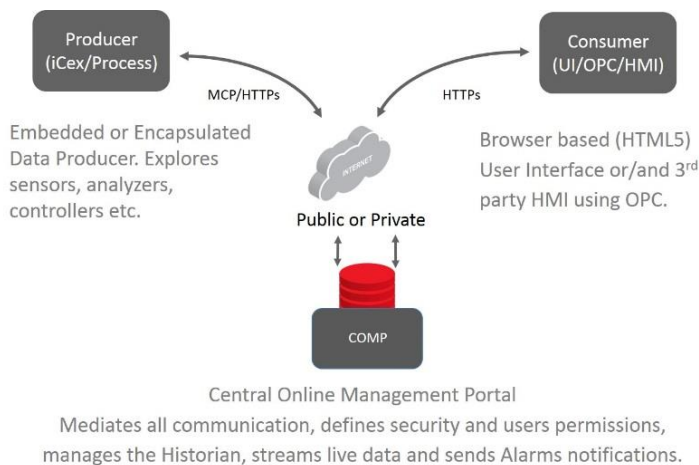 Producer
(iCex/Process)
Consumer
(UI/OPC/HMI)
MCP/HTTPs
HTTPs
Embedded or Encapsulated
Data Producer. Explores
sensors, analyzers,
controllers etc.
INTERNET
Browser based (HTML5)
User Interface or/and 3rd
party HMI using OPC.
Public or Private
COMP
Central Online Management Portal
Mediates all communication, defines security and users permissions,
manages the Historian, streams live data and sends Alarms notifications.